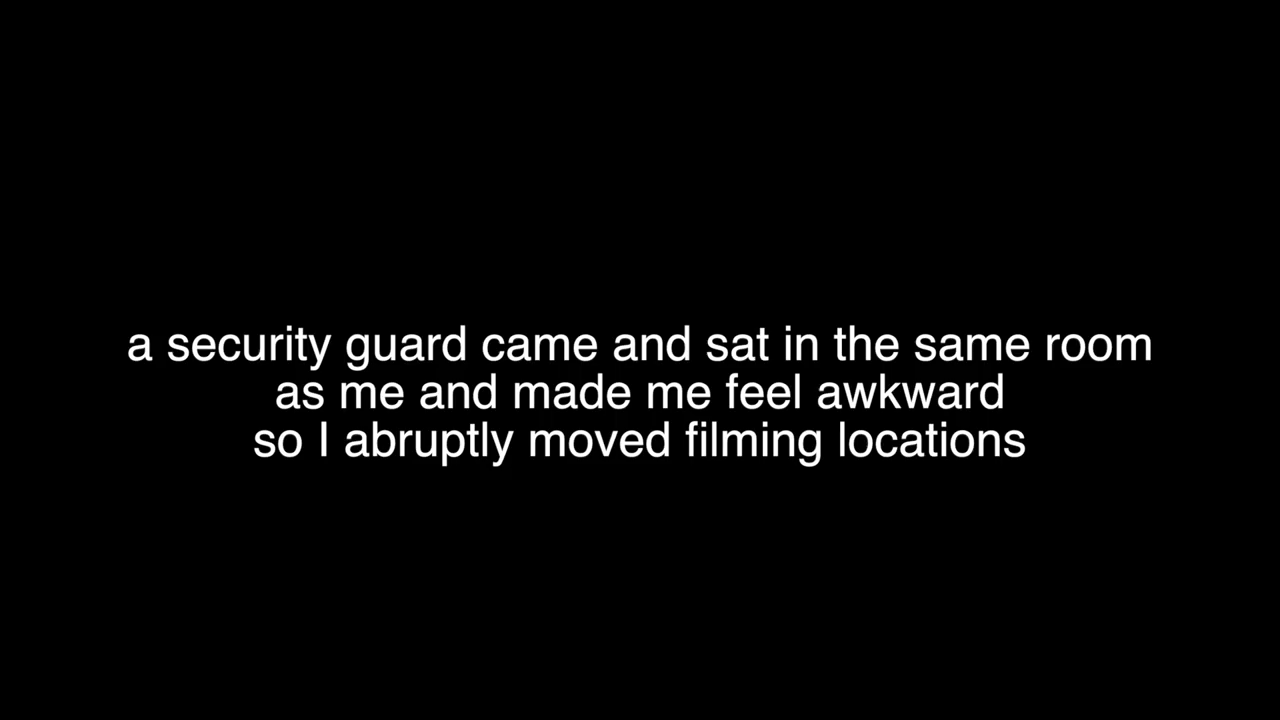 a security guard came and sat in the same room
as me and made me feel awkward
so I abruptly moved filming locations